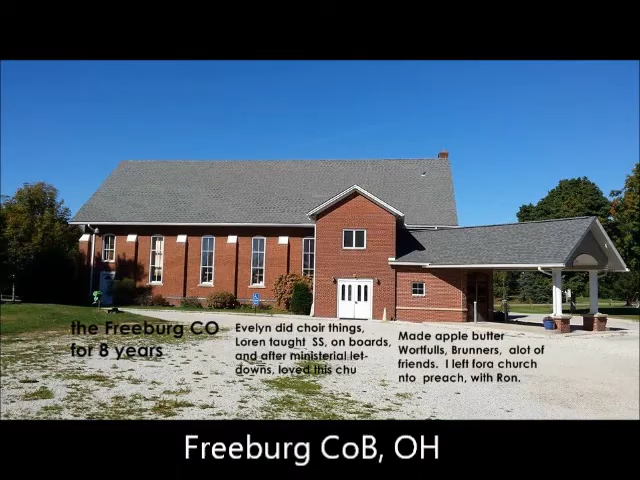 the Freeburg CO
for 8 years
Evelyn did choir things,
Loren taught SS, on boards,
and after ministerial let-
downs, loved this chu
Made apple butter
Wortfulls, Brunners, alot of
friends. I left fora church
nto preach, with Ron.
Freeburg CoB, OH